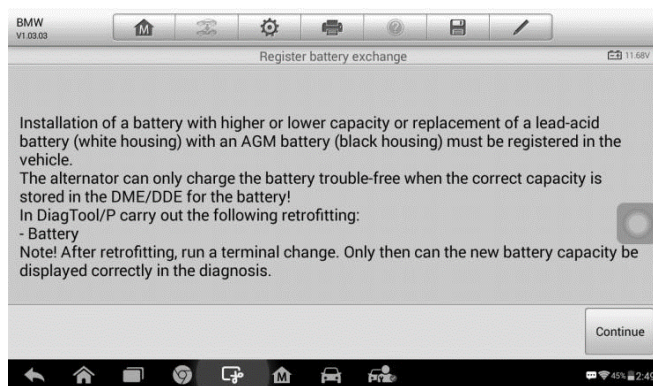 BMW
V1.03.03
Register battery exchange
11.68V
Installation of a battery with higher or lower capacity or replacement of a lead-acid
battery (white housing) with an AGM battery (black housing) must be registered in the
vehicle.
The alternator can only charge the battery trouble-free when the correct capacity is
stored in the DME/DDE for the battery!
In DiagTool/P carry out the following retrofitting:
- Battery
Note! After retrofitting, run a terminal change. Only then can the new battery capacity be
displayed correctly in the diagnosis.
Continue
45% 2:49